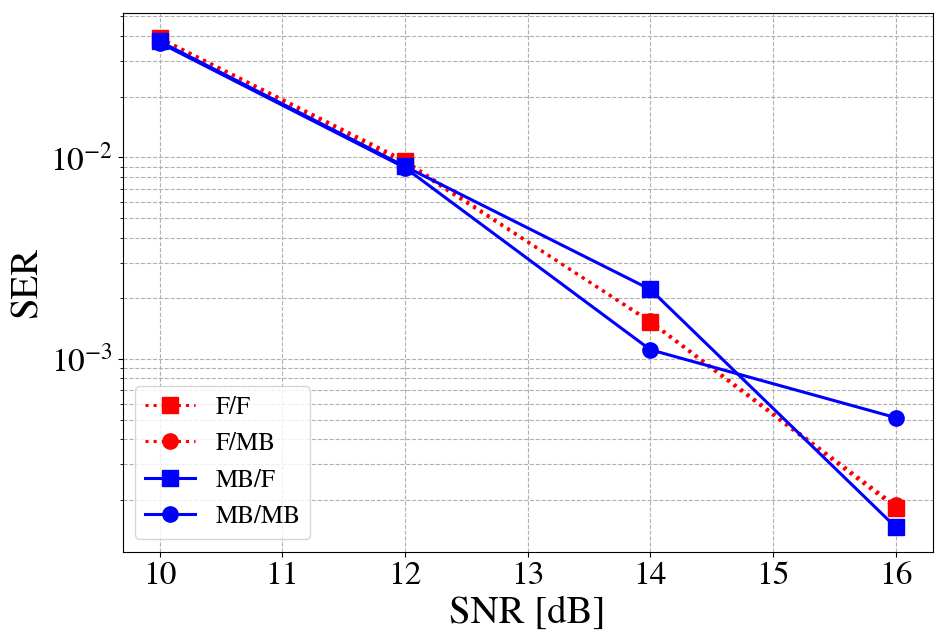 SER
10⁻²
10⁻³
F/F
F/MB
MB/F
MB/MB
10 11 12 13 14 15 16
SNR [dB]